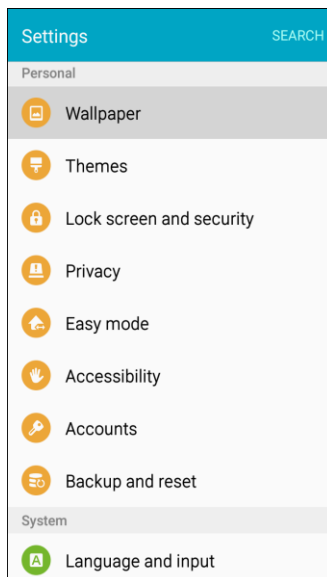 Settings SEARCH
Personal
Wallpaper
Themes
Lock screen and security
Privacy
Easy mode
Accessibility
Accounts
Backup and reset
System
A Language and input